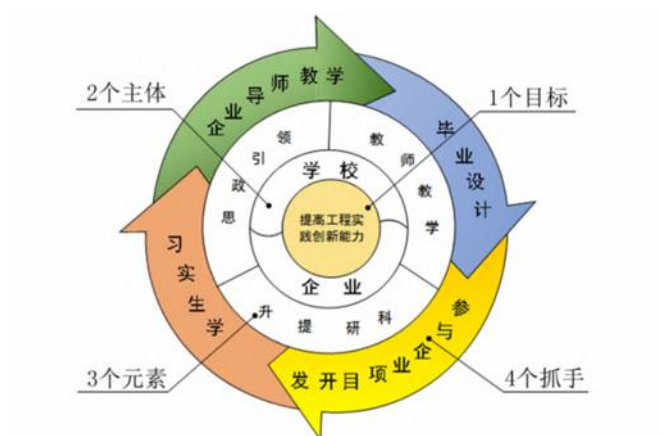 2个主体
1个目标
3个元素
4个抓手
企业导师教学
毕业设计
参与企业项目开发
学生实习
思政引领
教师教学
科研提升
学校
提高工程实
践创新能力
企业